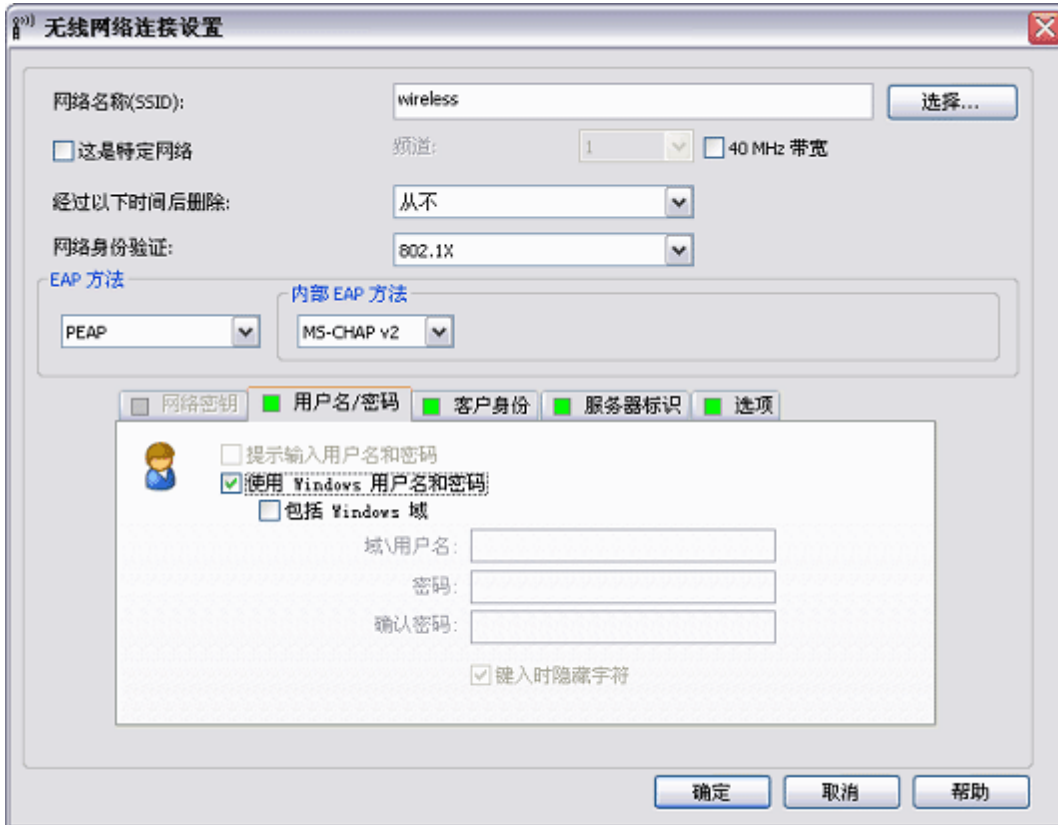 无线网络连接设置
网络名称(SSID): wireless 选择...
这是特定网络 频道: 1 40 MHz 带宽
经过以下时间后删除: 从不
网络身份验证: 802.1X
EAP 方法
内部 EAP 方法
PEAP MS-CHAP v2
网络密钥 用户名/密码 客户身份 服务器标识 选项
提示输入用户名和密码
使用 Windows 用户名和密码
包括 Windows 域
域\用户名:
密码:
确认密码:
键入时隐藏字符
确定 取消 帮助